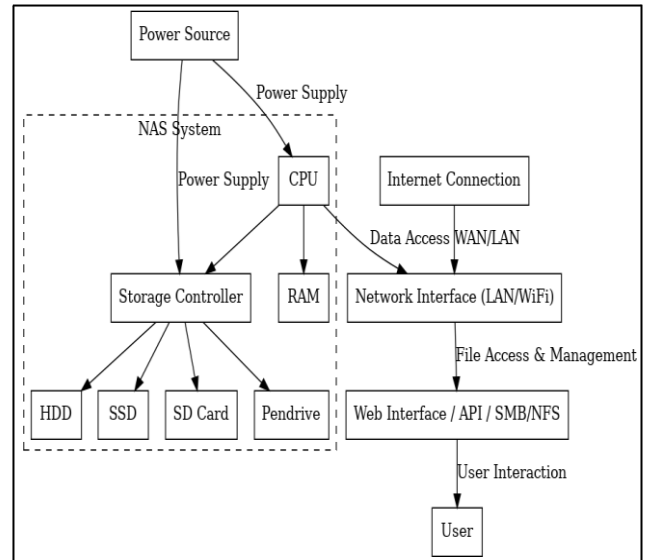 Power Source
Power Supply
NAS System
Power Supply
CPU
Internet Connection
Data Access
WAN/LAN
Storage Controller
RAM
Network Interface (LAN/WiFi)
File Access & Management
HDD
SSD
SD Card
Pendrive
Web Interface / API / SMB/NFS
User Interaction
User